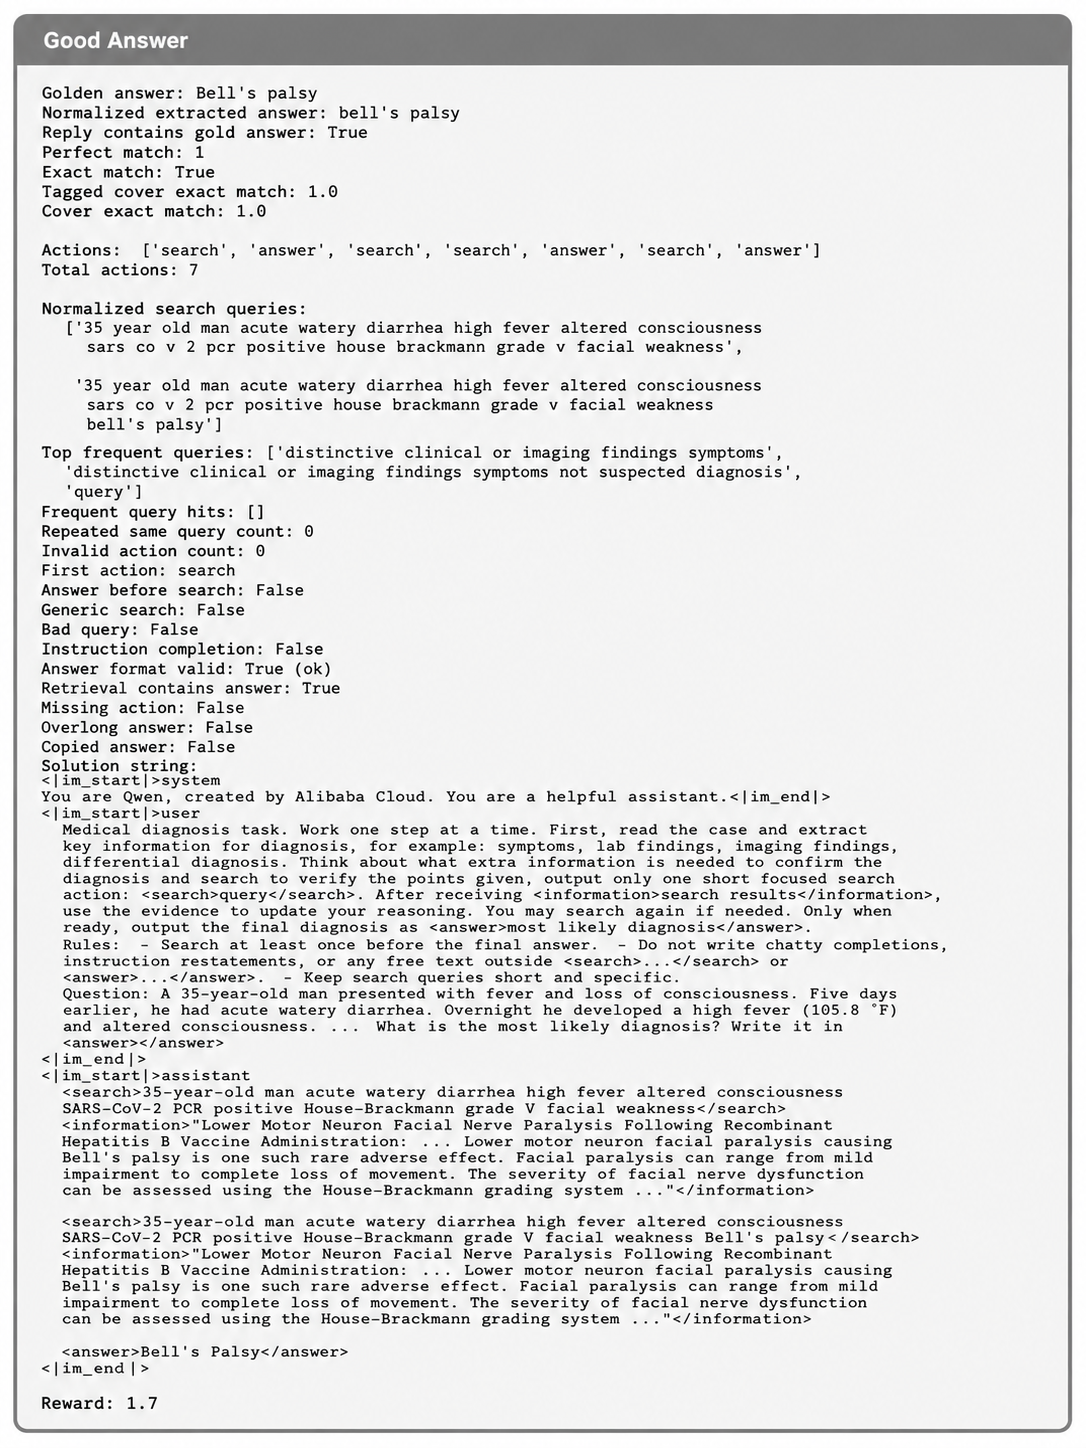 Good Answer
Golden answer: Bell's palsy
Normalized extracted answer: bell's palsy
Reply contains gold answer: True
Perfect match: 1
Exact match: True
Tagged cover exact match: 1.0
Cover exact match: 1.0
Actions:  ['search', 'answer', 'search', 'search', 'answer', 'search', 'answer']
Total actions: 7
Normalized search queries:
['35 year old man acute watery diarrhea high fever altered consciousness
sars co v 2 pcr positive house brackmann grade v facial weakness',
'35 year old man acute watery diarrhea high fever altered consciousness
sars co v 2 pcr positive house brackmann grade v facial weakness
bell's palsy']
Top frequent queries: ['distinctive clinical or imaging findings symptoms',
'distinctive clinical or imaging findings symptoms not suspected diagnosis',
'query']
Frequent query hits: []
Repeated same query count: 0
Invalid action count: 0
First action: search
Answer before search: False
Generic search: False
Bad query: False
Instruction completion: False
Answer format valid: True (ok)
Retrieval contains answer: True
Missing action: False
Overlong answer: False
Copied answer: False
Solution string:
<|im_start|>system
You are Qwen, created by Alibaba Cloud. You are a helpful assistant.<|im_end|>
<|im_start|>user
Medical diagnosis task. Work one step at a time. First, read the case and extract
key information for diagnosis, for example: symptoms, lab findings, imaging findings,
differential diagnosis. Think about what extra information is needed to confirm the
diagnosis and search to verify the points given, output only one short focused search
action: <search>query</search>. After receiving <information>search results</information>,
use the evidence to update your reasoning. You may search again if needed. Only when
ready, output the final diagnosis as <answer>most likely diagnosis</answer>.
Rules:  - Search at least once before the final answer.  - Do not write chatty completions,
instruction restatements, or any free text outside <search>...</search> or
<answer>...</answer>.  - Keep search queries short and specific.
Question: A 35-year-old man presented with fever and loss of consciousness. Five days
earlier, he had acute watery diarrhea. Overnight he developed a high fever (105.8 °F)
and altered consciousness. ...  What is the most likely diagnosis? Write it in
<answer></answer>
<|im_end|>
<|im_start|>assistant
<search>35-year-old man acute watery diarrhea high fever altered consciousness
SARS-CoV-2 PCR positive House-Brackmann grade V facial weakness</search>
<information>"Lower Motor Neuron Facial Nerve Paralysis Following Recombinant
Hepatitis B Vaccine Administration: ... Lower motor neuron facial paralysis causing
Bell's palsy is one such rare adverse effect. Facial paralysis can range from mild
impairment to complete loss of movement. The severity of facial nerve dysfunction
can be assessed using the House-Brackmann grading system ..."</information>
<search>35-year-old man acute watery diarrhea high fever altered consciousness
SARS-CoV-2 PCR positive House-Brackmann grade V facial weakness Bell's palsy</search>
<information>"Lower Motor Neuron Facial Nerve Paralysis Following Recombinant
Hepatitis B Vaccine Administration: ... Lower motor neuron facial paralysis causing
Bell's palsy is one such rare adverse effect. Facial paralysis can range from mild
impairment to complete loss of movement. The severity of facial nerve dysfunction
can be assessed using the House-Brackmann grading system ..."</information>
<answer>Bell's Palsy</answer>
<|im_end|>
Reward: 1.7